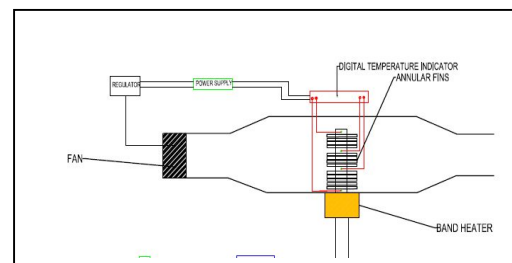 DIGITAL TEMPERATURE INDICATOR
ANNULAR FINS
POWER SUPPLY
REGULATOR
FAN
BAND HEATER